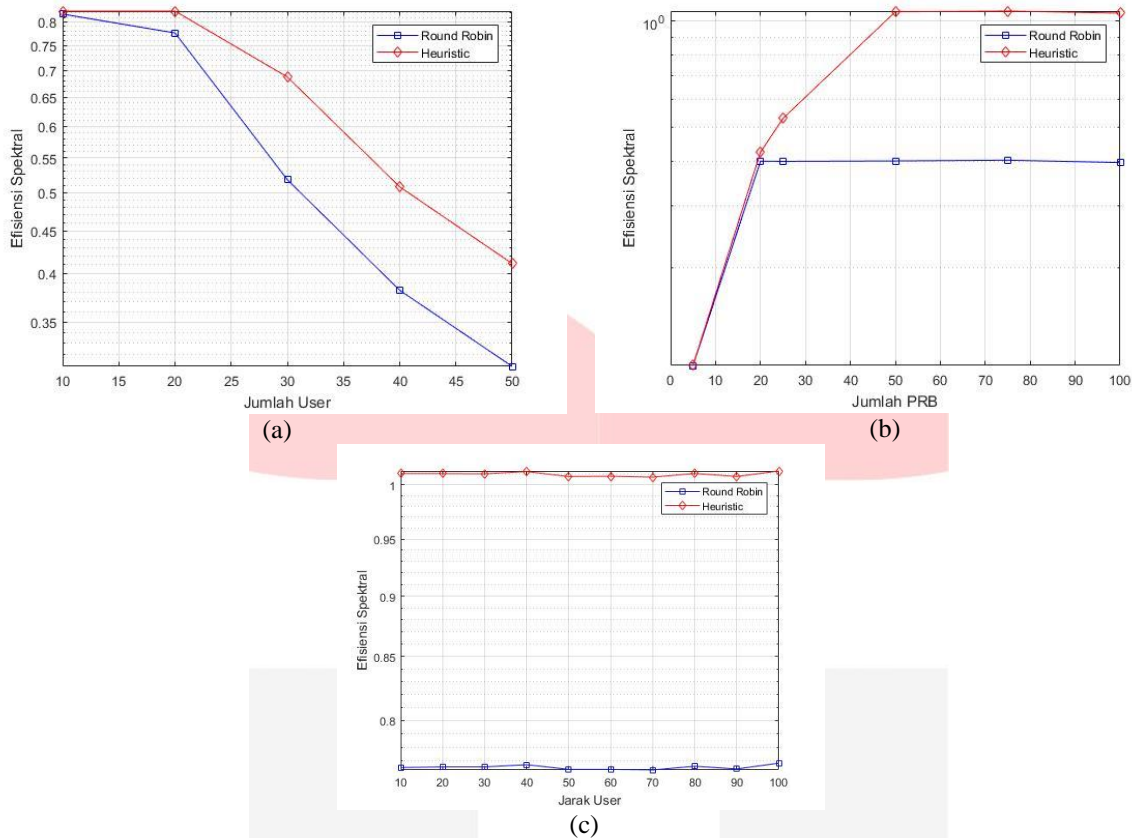 0.8
0.75
0.7
0.65
0.6
0.55
0.5
0.45
0.4
0.35
Efisiensi Spektral
Round Robin
Heuristic
10 15 20 25 30 35 40 45 50
Jumlah User
(a)
10^0
Efisiensi Spektral
Round Robin
Heuristic
0 10 20 30 40 50 60 70 80 90 100
Jumlah PRB
(b)
1
0.95
0.9
0.85
0.8
Efisiensi Spektral
Round Robin
Heuristic
10 20 30 40 50 60 70 80 90 100
Jarak User
(c)